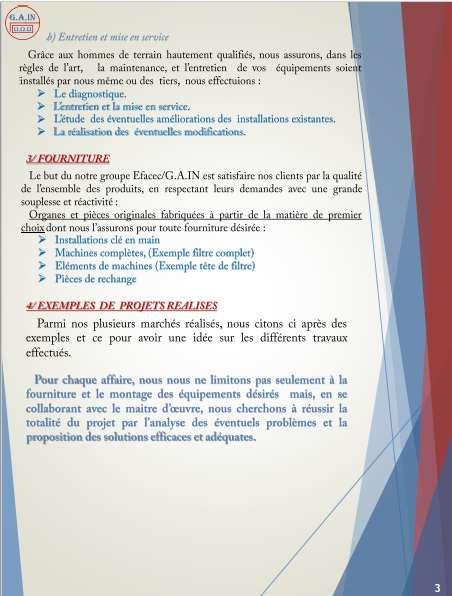 G.A.IN
b) Entretien et mise en service
Grâce aux hommes de terrain hautement qualifiés, nous assurons, dans les
règles de l'art, la maintenance, et l'entretien de vos équipements soient
installés par nous même ou des tiers, nous effectuions :
➢ Le diagnostique.
➢ L'entretien et la mise en service.
➢ L'étude des éventuelles améliorations des installations existantes.
➢ La réalisation des éventuelles modifications.
3/ FOURNITURE
Le but du notre groupe Efacec/G.A.IN est satisfaire nos clients par la qualité
de l'ensemble des produits, en respectant leurs demandes avec une grande
souplesse et réactivité :
Organes et pièces originales fabriquées à partir de la matière de premier
choix dont nous l'assurons pour toute fourniture désirée :
➢ Installations clé en main
➢ Machines complètes, (Exemple filtre complet)
➢ Eléments de machines (Exemple tête de filtre)
➢ Pièces de rechange
4/ EXEMPLES DE PROJETS REALISES
Parmi nos plusieurs marchés réalisés, nous citons ci après des
exemples et ce pour avoir une idée sur les différents travaux
effectués.
Pour chaque affaire, nous nous ne limitons pas seulement à la
fourniture et le montage des équipements désirés mais, en se
collaborant avec le maitre d'œuvre, nous cherchons à réussir la
totalité du projet par l'analyse des éventuels problèmes et la
proposition des solutions efficaces et adéquates.
3